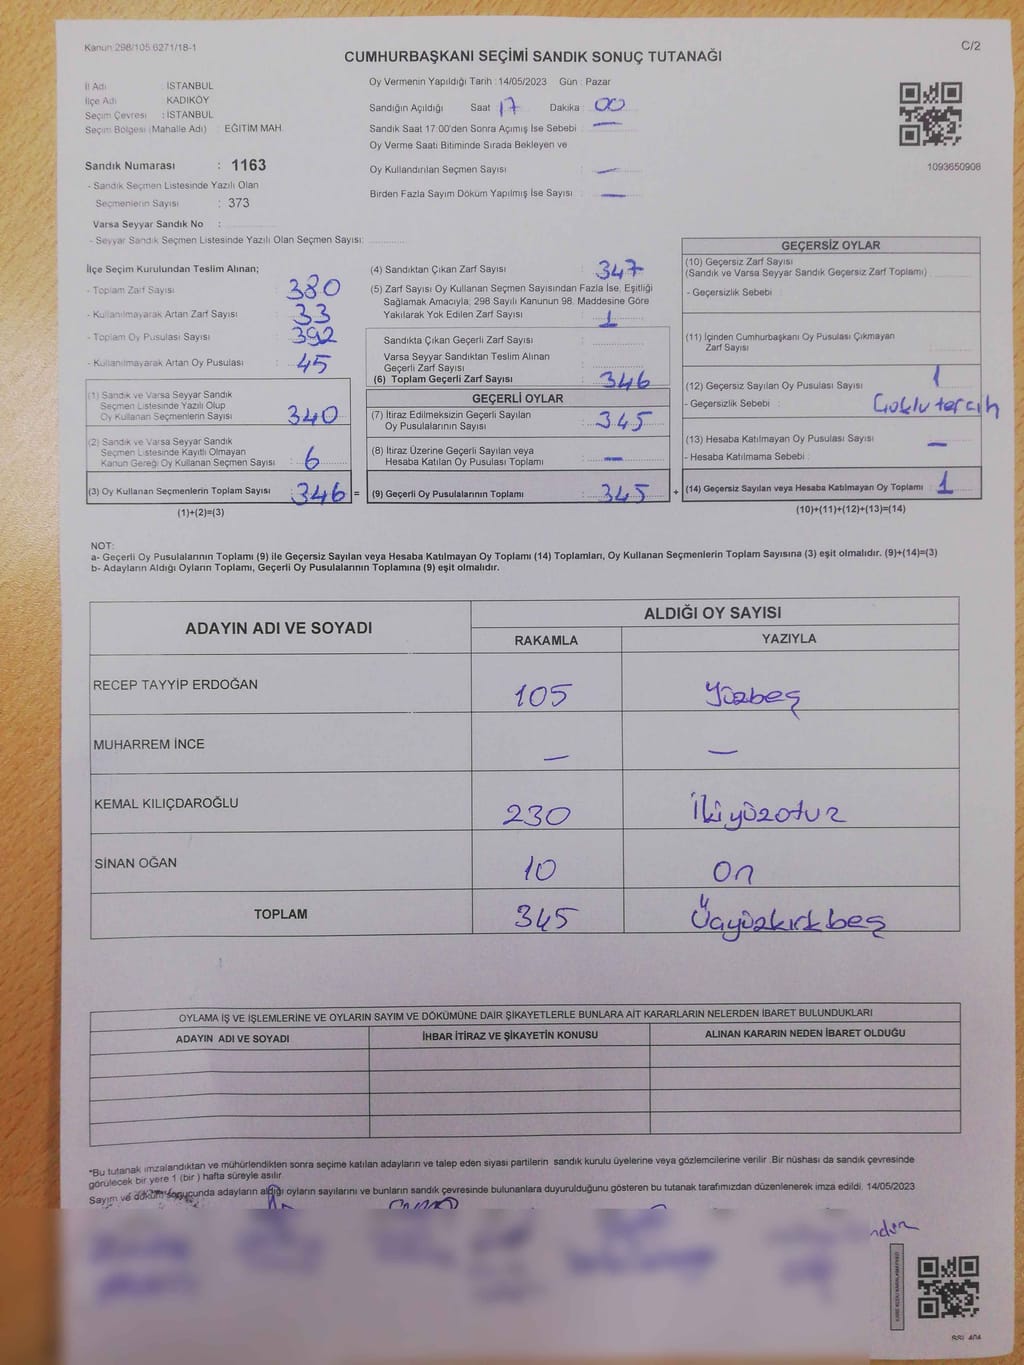 Kanun:298/105.6271/18-1
C/2
CUMHURBAŞKANI SEÇİMİ SANDIK SONUÇ TUTANAĞI
İl Adı : İSTANBUL
İlçe Adı : KADIKÖY
Seçim Çevresi : İSTANBUL
Seçim Bölgesi (Mahalle Adı) : EĞİTİM MAH.
Sandık Numarası : 1163
- Sandık Seçmen Listesinde Yazılı Olan
Seçmenlerin Sayısı : 373
Varsa Seyyar Sandık No :
- Seyyar Sandık Seçmen Listesinde Yazılı Olan Seçmen Sayısı:
Oy Vermenin Yapıldığı Tarih :14/05/2023 Gün : Pazar
Sandığın Açıldığı Saat : 17 Dakika : 00
Sandık Saat 17:00'den Sonra Açımış İse Sebebi : —
Oy Verme Saati Bitiminde Sırada Bekleyen ve
Oy Kullandırılan Seçmen Sayısı : —
Birden Fazla Sayım Döküm Yapılmış İse Sayısı : —
1093650908
İlçe Seçim Kurulundan Teslim Alınan;
- Toplam Zarf Sayısı : 380
- Kullanılmayarak Artan Zarf Sayısı : 33
- Toplam Oy Pusulası Sayısı : 392
- Kullanılmayarak Artan Oy Pusulası : 45
(1) Sandık ve Varsa Seyyar Sandık
Seçmen Listesinde Yazılı Olup
Oy Kullanan Seçmenlerin Sayısı : 340
(2) Sandık ve Varsa Seyyar Sandık
Seçmen Listesinde Kayıtlı Olmayan
Kanun Gereği Oy Kullanan Seçmen Sayısı : 6
(3) Oy Kullanan Seçmenlerin Toplam Sayısı : 346 =
(1)+(2)=(3)
(4) Sandıktan Çıkan Zarf Sayısı : 347
(5) Zarf Sayısı Oy Kullanan Seçmen Sayısından Fazla İse, Eşitliği
Sağlamak Amacıyla, 298 Sayılı Kanunun 98. Maddesine Göre
Yakılarak Yok Edilen Zarf Sayısı : 1
Sandıkta Çıkan Geçerli Zarf Sayısı :
Varsa Seyyar Sandıktan Teslim Alınan
Geçerli Zarf Sayısı :
(6) Toplam Geçerli Zarf Sayısı : 346
GEÇERLİ OYLAR
(7) İtiraz Edilmeksizin Geçerli Sayılan
Oy Pusulalarının Sayısı : 345
(8) İtiraz Üzerine Geçerli Sayılan veya
Hesaba Katılan Oy Pusulası Toplamı : —
(9) Geçerli Oy Pusulalarının Toplamı : 345 +
GEÇERSİZ OYLAR
(10) Geçersiz Zarf Sayısı
(Sandık ve Varsa Seyyar Sandık Geçersiz Zarf Toplamı) :
- Geçersizlik Sebebi :
(11) İçinden Cumhurbaşkanı Oy Pusulası Çıkmayan
Zarf Sayısı :
(12) Geçersiz Sayılan Oy Pusulası Sayısı : 1
- Geçersizlik Sebebi : Çoklu tercih
(13) Hesaba Katılmayan Oy Pusulası Sayısı : —
- Hesaba Katılmama Sebebi :
(14) Geçersiz Sayılan veya Hesaba Katılmayan Oy Toplamı : 1
(10)+(11)+(12)+(13)=(14)
NOT:
a- Geçerli Oy Pusulalarının Toplamı (9) ile Geçersiz Sayılan veya Hesaba Katılmayan Oy Toplamı (14) Toplamları, Oy Kullanan Seçmenlerin Toplam Sayısına (3) eşit olmalıdır. (9)+(14)=(3)
b- Adayların Aldığı Oyların Toplamı, Geçerli Oy Pusulalarının Toplamına (9) eşit olmalıdır.
ADAYIN ADI VE SOYADI
ALDIĞI OY SAYISI
RAKAMLA YAZIYLA
RECEP TAYYİP ERDOĞAN 105 Yüzbeş
MUHARREM İNCE — —
KEMAL KILIÇDAROĞLU 230 İkiyüzotuz
SİNAN OĞAN 10 On
TOPLAM 345 Üçyüzkırkbeş
OYLAMA İŞ VE İŞLEMLERİNE VE OYLARIN SAYIM VE DÖKÜMÜNE DAİR ŞİKAYETLERLE BUNLARA AİT KARARLARIN NELERDEN İBARET BULUNDUKLARI
ADAYIN ADI VE SOYADI İHBAR İTİRAZ VE ŞİKAYETİN KONUSU ALINAN KARARIN NEDEN İBARET OLDUĞU
*Bu tutanak imzalandıktan ve mühürlendikten sonra seçime katılan adayların ve talep eden siyasi partilerin sandık kurulu üyelerine veya gözlemcilerine verilir .Bir nüshası da sandık çevresinde
görülecek bir yere 1 (bir ) hafta süreyle asılır.
Sayım ve döküm sonucunda adayların aldığı oyların sayılarını ve bunların sandık çevresinde bulunanlara duyurulduğunu gösteren bu tutanak tarafımızdan düzenlenerek imza edildi. 14/05/2023